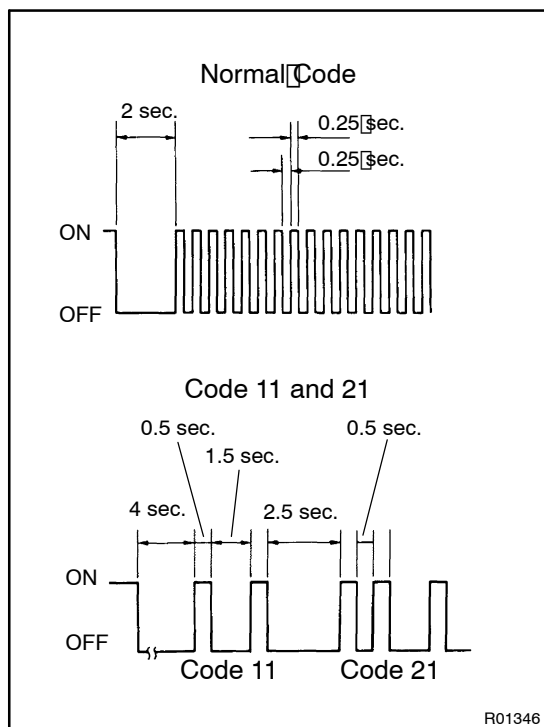 Normal Code
2 sec.
0.25 sec.
0.25 sec.
ON
OFF
Code 11 and 21
0.5 sec.
0.5 sec.
1.5 sec.
4 sec.
2.5 sec.
ON
OFF
Code 11
Code 21
R01346